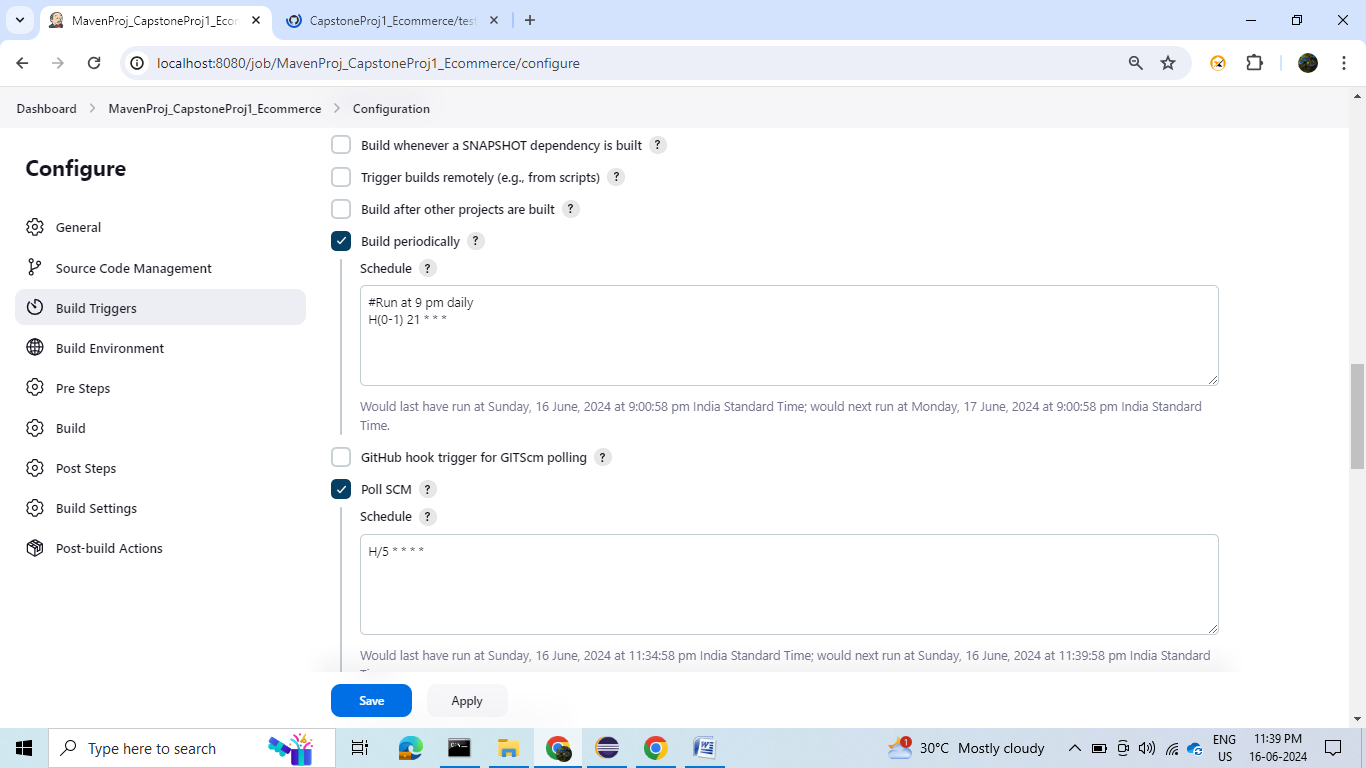 MavenProj_CapstoneProj1_Ecom
CapstoneProj1_Ecommerce/test
localhost:8080/job/MavenProj_CapstoneProj1_Ecommerce/configure
Dashboard > MavenProj_CapstoneProj1_Ecommerce > Configuration
Configure
General
Source Code Management
Build Triggers
Build Environment
Pre Steps
Build
Post Steps
Build Settings
Post-build Actions
Build whenever a SNAPSHOT dependency is built ?
Trigger builds remotely (e.g., from scripts) ?
Build after other projects are built ?
Build periodically ?
Schedule ?
#Run at 9 pm daily
H(0-1) 21 * * *
Would last have run at Sunday, 16 June, 2024 at 9:00:58 pm India Standard Time; would next run at Monday, 17 June, 2024 at 9:00:58 pm India Standard
Time.
GitHub hook trigger for GITScm polling ?
Poll SCM ?
Schedule ?
H/5 * * * *
Would last have run at Sunday, 16 June, 2024 at 11:34:58 pm India Standard Time; would next run at Sunday, 16 June, 2024 at 11:39:58 pm India Standard
Save
Apply
Type here to search
1
30°C Mostly cloudy
ENG
US
11:39 PM
16-06-2024